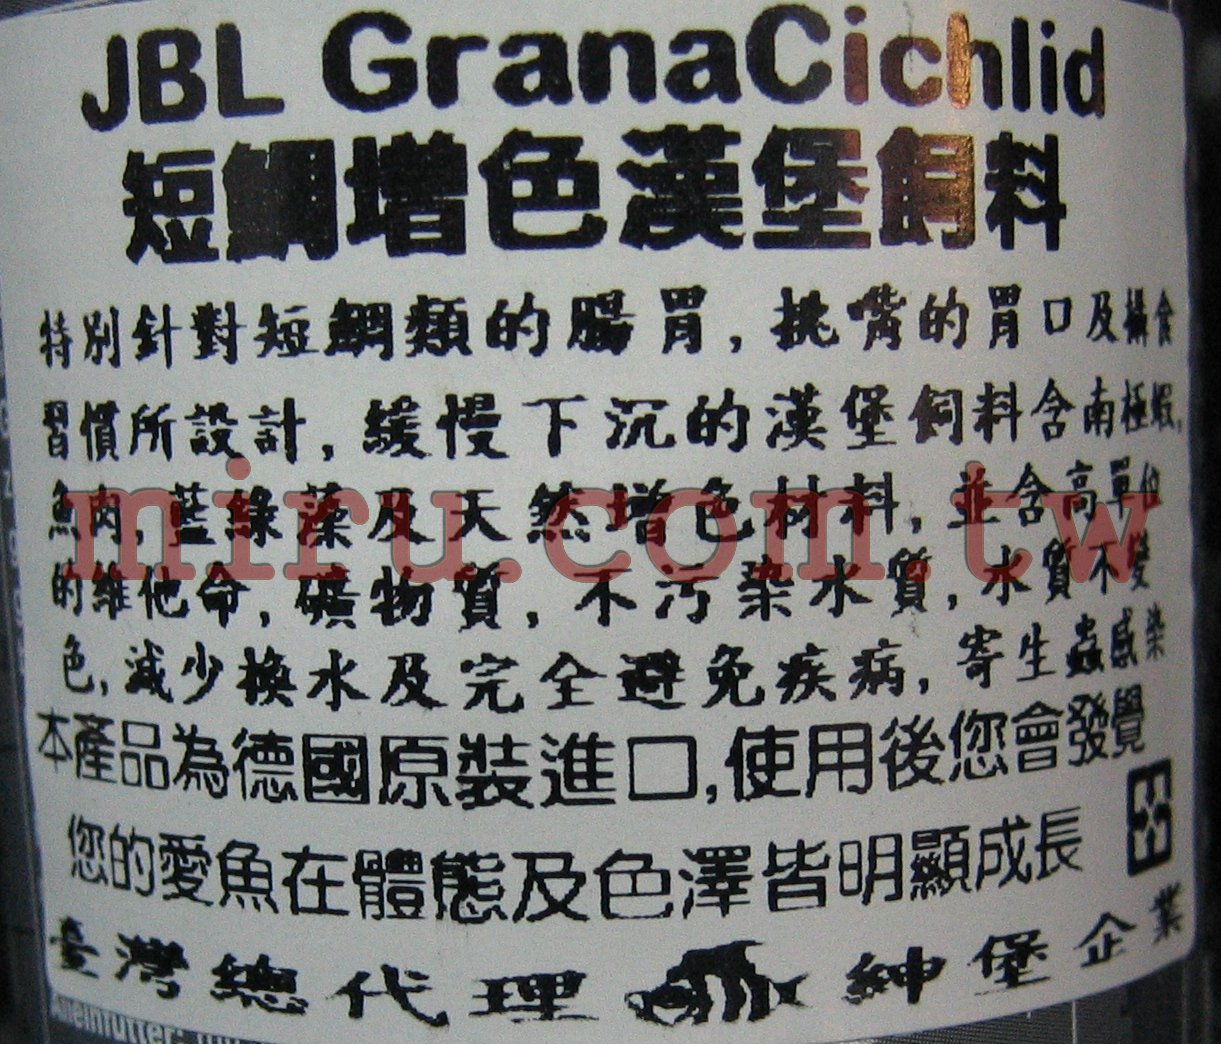 JBL GranaCichlid
短鯛增色漢堡飼料
特別針對短鯛類的腸胃,挑嘴的胃口及攝食
習慣所設計,緩慢下沉的漢堡飼料含南極蝦,
魚肉,藍綠藻及天然增色材料,並含高單位
的維他命,礦物質,不污染水質,水質不變
色,減少換水及完全避免疾病,寄生蟲感染
本產品為德國原裝進口,使用後您會發覺
您的愛魚在體態及色澤皆明顯成長
臺灣總代理 紳堡企業
Alleinfutter:
miru.com.tw